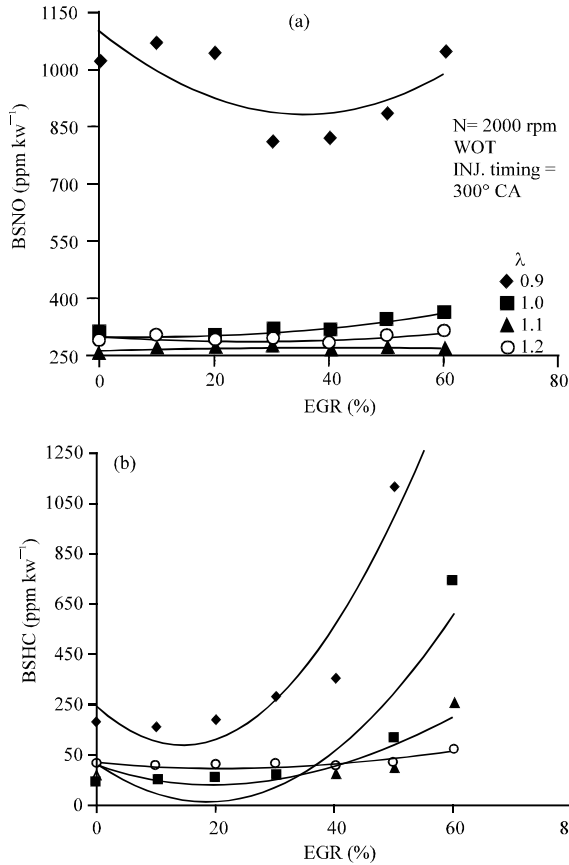 (a)
1150
1000
850
700
550
400
250
BSNO (ppm kw⁻¹)
N= 2000 rpm
WOT
INJ. timing =
300° CA
λ
0.9
1.0
1.1
1.2
0 20 40 60 80
EGR (%)
(b)
1250
1050
850
650
450
250
50
0
BSHC (ppm kw⁻¹)
0 20 40 60 8
EGR (%)